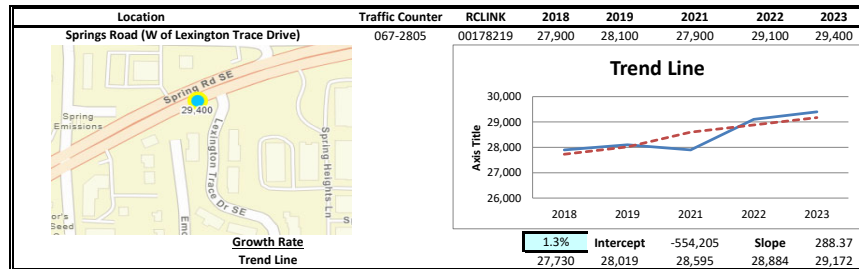 Location Traffic Counter RCLINK 2018 2019 2021 2022 2023
Springs Road (W of Lexington Trace Drive) 067-2805 00178219 27,900 28,100 27,900 29,100 29,400
Spring Rd SE
29,400
Spring
Emissions
Lexington
Trace Dr SE
Spring Heights Ln
or's
Seed
Emo
S
Trend Line
Axis Title
30,000
29,000
28,000
27,000
26,000
2018 2019 2021 2022 2023
Growth Rate 1.3% Intercept -554,205 Slope 288.37
Trend Line 27,730 28,019 28,595 28,884 29,172